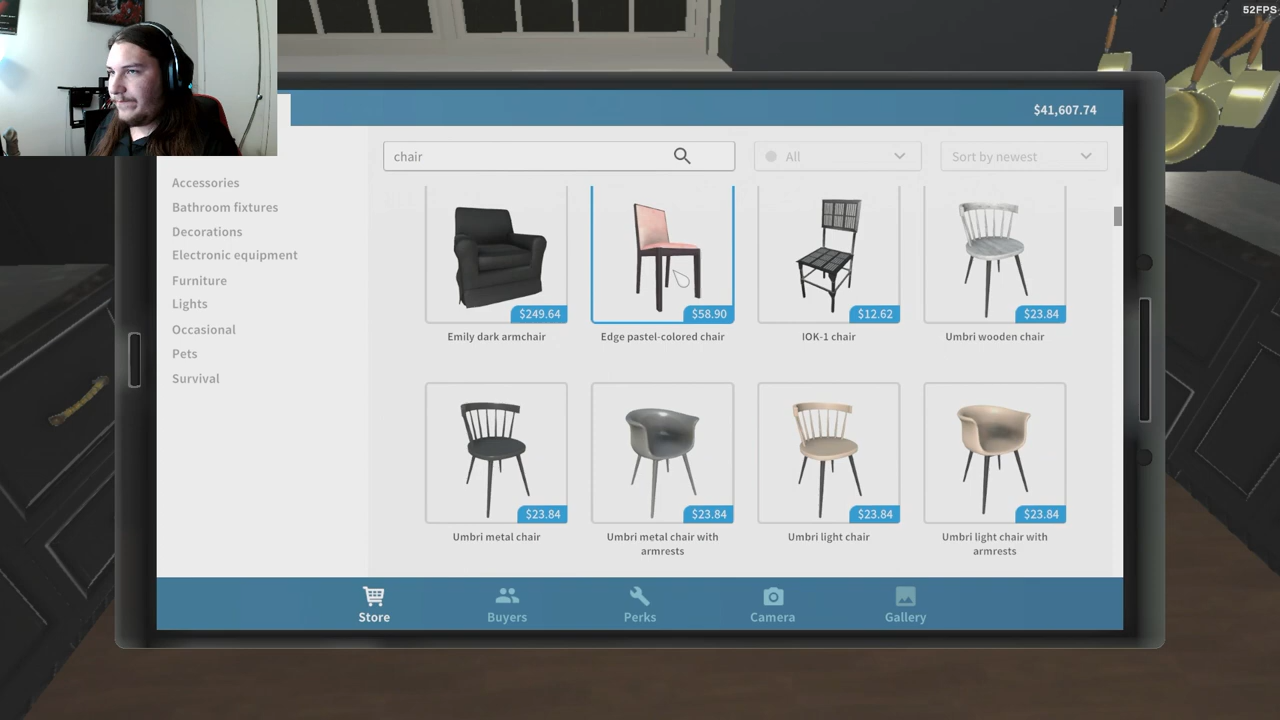 52FPS
$41,607.74
chair
All
Sort by newest
Accessories
Bathroom fixtures
Decorations
Electronic equipment
Furniture
Lights
Occasional
Pets
Survival
$249.64
$58.90
$12.62
$23.84
Emily dark armchair
Edge pastel-colored chair
IOK-1 chair
Umbri wooden chair
$23.84
$23.84
$23.84
$23.84
Umbri metal chair
Umbri metal chair with
armrests
Umbri light chair
Umbri light chair with
armrests
Store
Buyers
Perks
Camera
Gallery